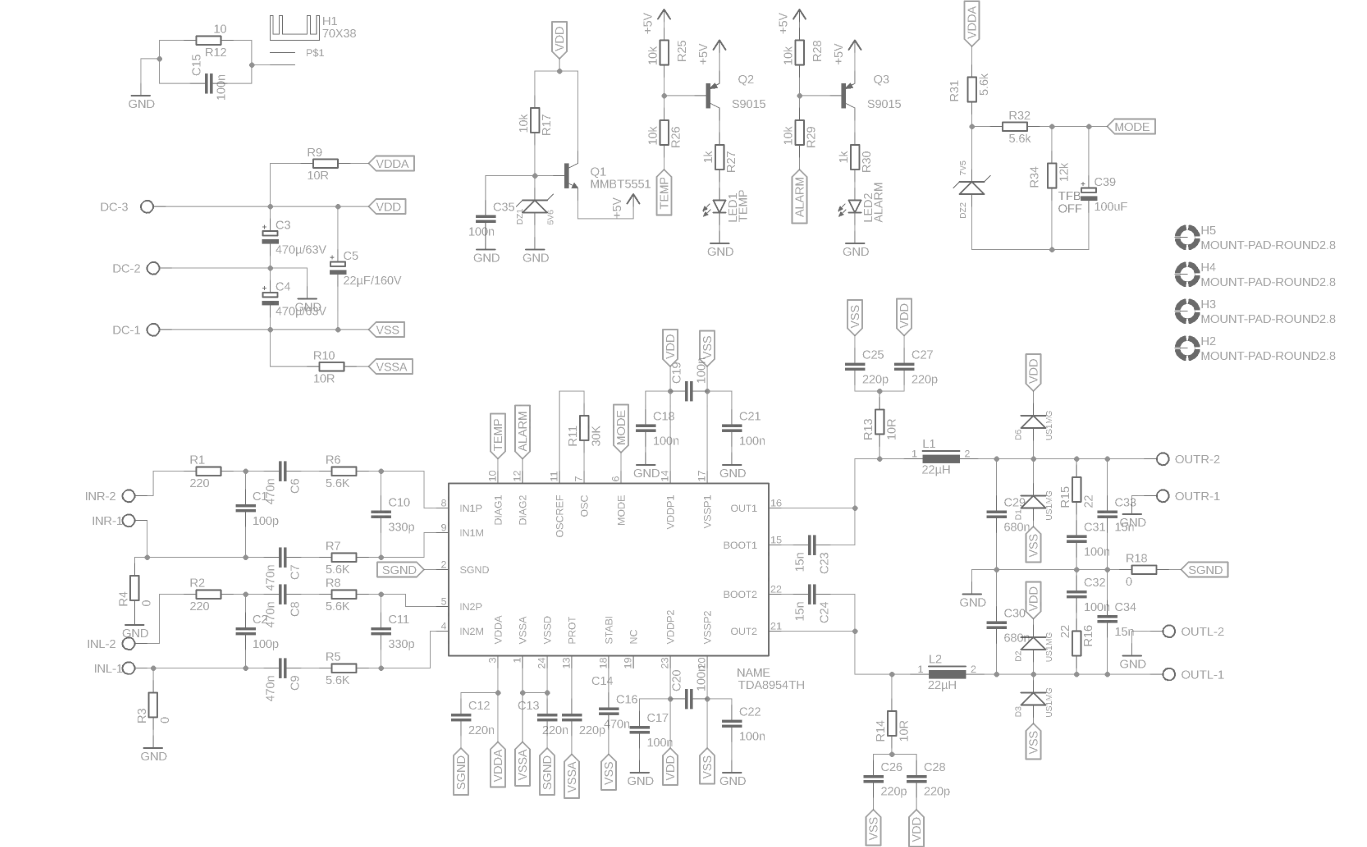 10
R12
C15
100n
GND
H1
70X38
P$1
R9
10R
VDDA
DC-3
VDD
C3
470µ/63V
C5
22µF/160V
DC-2
GND
C4
470µ/63V
DC-1
VSS
R10
10R
VSSA
VDD
10k
R17
Q1
MMBT5551
+5V
C35
100n
DZ
5V6
GND
GND
+5V
10k
R25
+5V
Q2
S9015
10k
R26
TEMP
1k
R27
LED1
TEMP
GND
+5V
10k
R28
+5V
Q3
S9015
10k
R29
ALARM
1k
R30
LED2
ALARM
GND
VDDA
R31
5.6k
R32
5.6k
MODE
7V5
DZ2
R34
12k
TFB
OFF
C39
100uF
H5
MOUNT-PAD-ROUND2.8
H4
MOUNT-PAD-ROUND2.8
H3
MOUNT-PAD-ROUND2.8
H2
MOUNT-PAD-ROUND2.8
INR-2
INR-1
R1
220
C1
100p
470n
C6
R6
5.6K
C10
330p
470n
C7
R7
5.6K
R4
0
GND
INL-2
INL-1
R2
220
C2
100p
470n
C8
R8
5.6K
C11
330p
470n
C9
R5
5.6K
R3
0
GND
SGND
TEMP
ALARM
R11
30K
MODE
VDD
VSS
C19
100n
C18
100n
GND
C21
100n
GND
10
12
11
7
6
14
17
DIAG1
DIAG2
OSCREF
OSC
MODE
VDDP1
VSSP1
8
IN1P
9
IN1M
2
SGND
5
IN2P
4
IN2M
OUT1
16
BOOT1
15
BOOT2
22
OUT2
21
VDDA
VSSA
VSSD
PROT
STABI
NC
VDDP2
VSSP2
3
1
24
13
18
19
23
20
NAME
TDA8954TH
C12
220n
SGND
VDDA
VSSA
C13
220n
SGND
C14
220p
VSSA
C16
470n
VSS
C17
100n
GND
C20
100n
VDD
VSS
C22
100n
GND
15n
C23
15n
C24
VSS
VDD
C25
220p
C27
220p
R13
10R
L1
1
2
22µH
VDD
D6
US1MG
OUTR-2
OUTR-1
GND
C29
680n
D1
US1MG
VSS
R15
22
C31
100n
C33
15n
R18
0
SGND
GND
C30
680n
VDD
D2
US1MG
C32
100n
22
R16
C34
15n
OUTL-2
GND
OUTL-1
L2
1
2
22µH
D3
US1MG
VSS
R14
10R
C26
220p
C28
220p
VSS
VDD